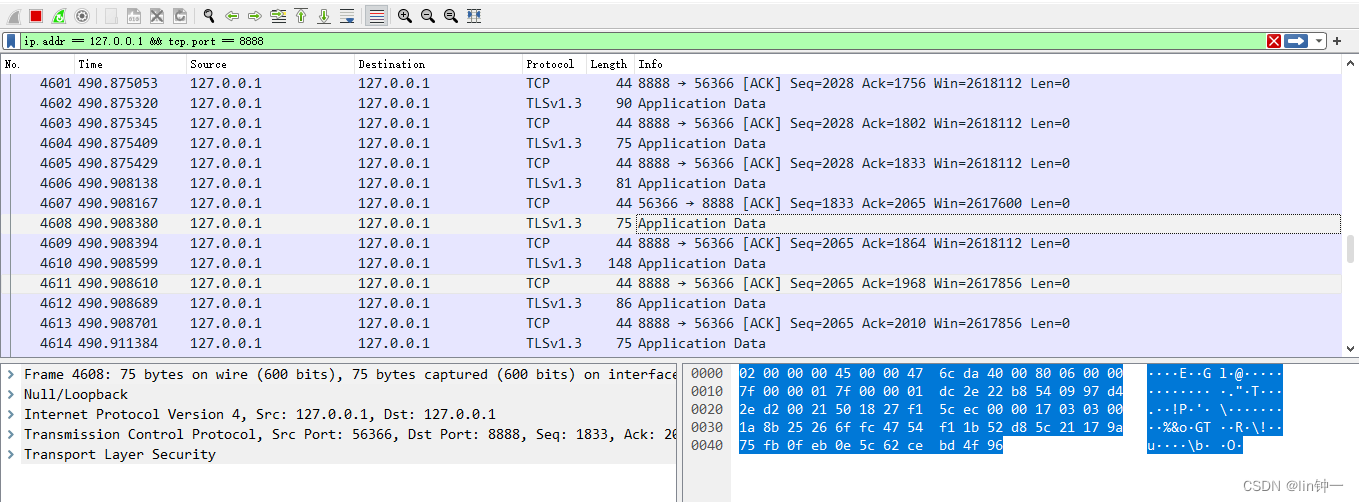 ip.addr == 127.0.0.1 && tcp.port == 8888
No. Time Source Destination Protocol Length Info
4601 490.875053 127.0.0.1 127.0.0.1 TCP 44 8888 → 56366 [ACK] Seq=2028 Ack=1756 Win=2618112 Len=0
4602 490.875320 127.0.0.1 127.0.0.1 TLSv1.3 90 Application Data
4603 490.875345 127.0.0.1 127.0.0.1 TCP 44 8888 → 56366 [ACK] Seq=2028 Ack=1802 Win=2618112 Len=0
4604 490.875409 127.0.0.1 127.0.0.1 TLSv1.3 75 Application Data
4605 490.875429 127.0.0.1 127.0.0.1 TCP 44 8888 → 56366 [ACK] Seq=2028 Ack=1833 Win=2618112 Len=0
4606 490.908138 127.0.0.1 127.0.0.1 TLSv1.3 81 Application Data
4607 490.908167 127.0.0.1 127.0.0.1 TCP 44 56366 → 8888 [ACK] Seq=1833 Ack=2065 Win=2617600 Len=0
4608 490.908380 127.0.0.1 127.0.0.1 TLSv1.3 75 Application Data
4609 490.908394 127.0.0.1 127.0.0.1 TCP 44 8888 → 56366 [ACK] Seq=2065 Ack=1864 Win=2618112 Len=0
4610 490.908599 127.0.0.1 127.0.0.1 TLSv1.3 148 Application Data
4611 490.908610 127.0.0.1 127.0.0.1 TCP 44 8888 → 56366 [ACK] Seq=2065 Ack=1968 Win=2617856 Len=0
4612 490.908689 127.0.0.1 127.0.0.1 TLSv1.3 86 Application Data
4613 490.908701 127.0.0.1 127.0.0.1 TCP 44 8888 → 56366 [ACK] Seq=2065 Ack=2010 Win=2617856 Len=0
4614 490.911384 127.0.0.1 127.0.0.1 TLSv1.3 75 Application Data
Frame 4608: 75 bytes on wire (600 bits), 75 bytes captured (600 bits) on interface
Null/Loopback
Internet Protocol Version 4, Src: 127.0.0.1, Dst: 127.0.0.1
Transmission Control Protocol, Src Port: 56366, Dst Port: 8888, Seq: 1833, Ack: 20
Transport Layer Security
0000 02 00 00 00 45 00 00 47 6c da 40 00 80 06 00 00 ····E··G l·@·····
0010 7f 00 00 01 7f 00 00 01 dc 2e 22 b8 54 09 97 d4 ········ ·."·T···
0020 2e d2 00 21 50 18 27 f1 5c ec 00 00 17 03 03 00 .··!P·'· \·······
0030 1a 8b 25 26 6f fc 47 54 f1 1b 52 d8 5c 21 17 9a ··%&o·GT ··R·\!··
0040 75 fb 0f eb 0e 5c 62 ce bd 4f 96 u····\b· ·O·
CSDN @lin钟一